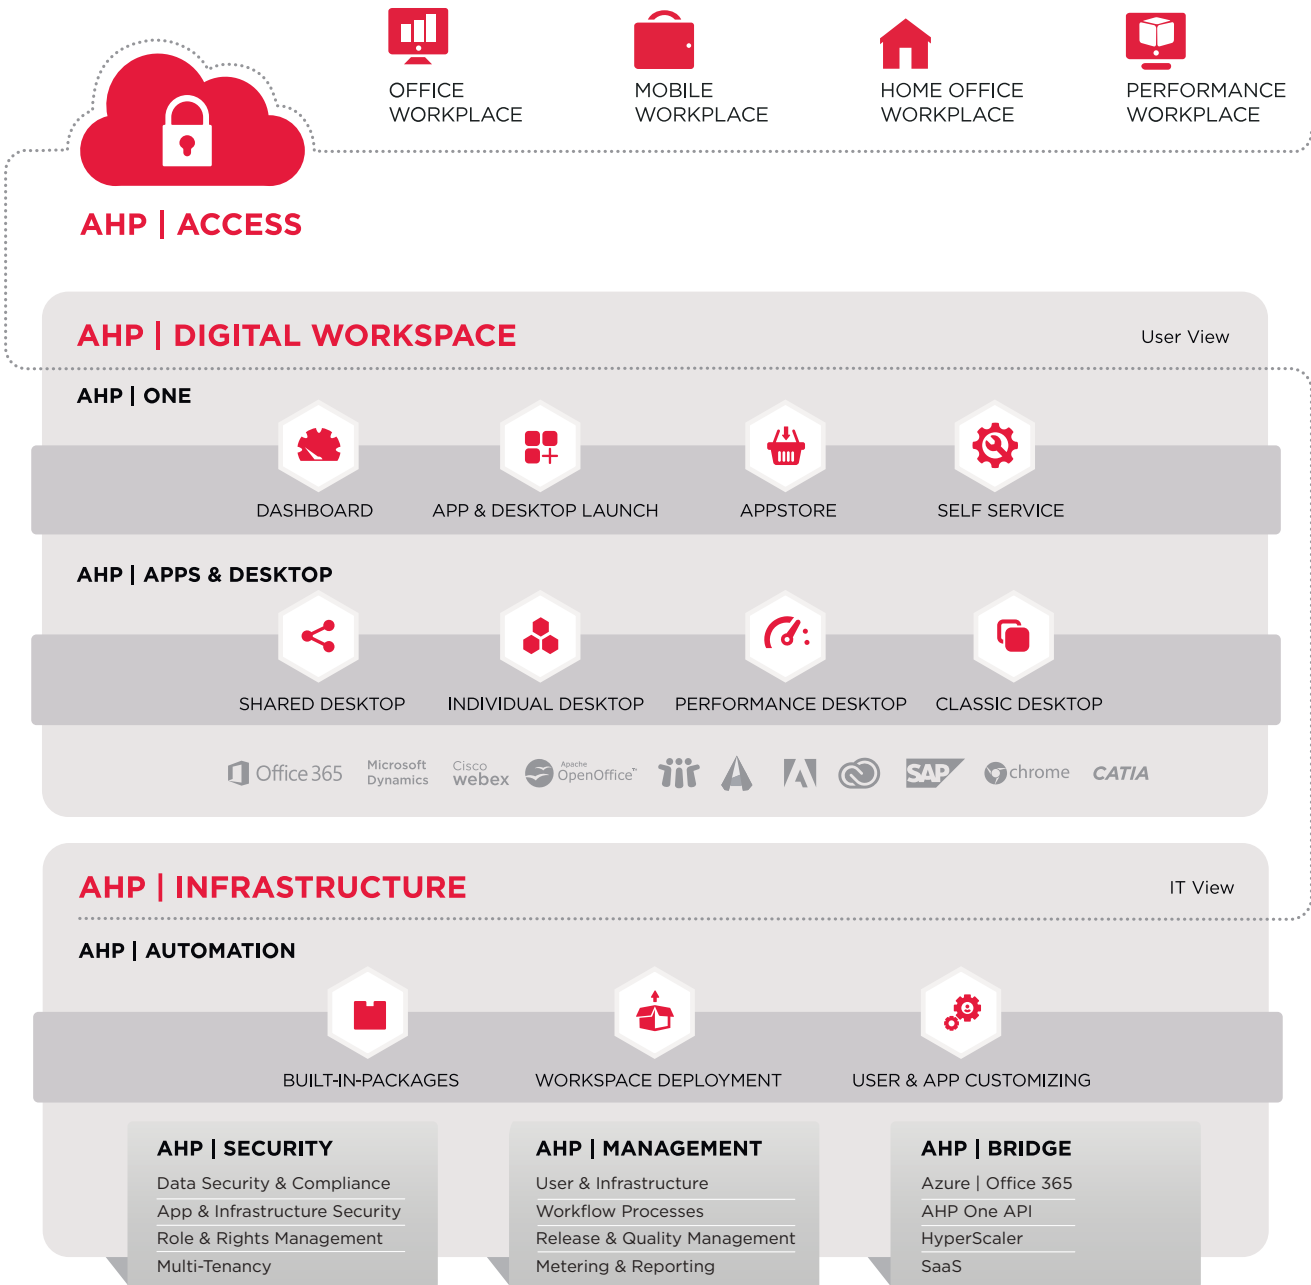 OFFICE
WORKPLACE
MOBILE
WORKPLACE
HOME OFFICE
WORKPLACE
PERFORMANCE
WORKPLACE
AHP | ACCESS
AHP | DIGITAL WORKSPACE
User View
AHP | ONE
DASHBOARD
APP & DESKTOP LAUNCH
APPSTORE
SELF SERVICE
AHP | APPS & DESKTOP
SHARED DESKTOP
INDIVIDUAL DESKTOP
PERFORMANCE DESKTOP
CLASSIC DESKTOP
Office 365
Microsoft
Dynamics
Cisco
webex
Apache
OpenOffice™
SAP
chrome
CATIA
AHP | INFRASTRUCTURE
IT View
AHP | AUTOMATION
BUILT-IN-PACKAGES
WORKSPACE DEPLOYMENT
USER & APP CUSTOMIZING
AHP | SECURITY
Data Security & Compliance
App & Infrastructure Security
Role & Rights Management
Multi-Tenancy
AHP | MANAGEMENT
User & Infrastructure
Workflow Processes
Release & Quality Management
Metering & Reporting
AHP | BRIDGE
Azure | Office 365
AHP One API
HyperScaler
SaaS